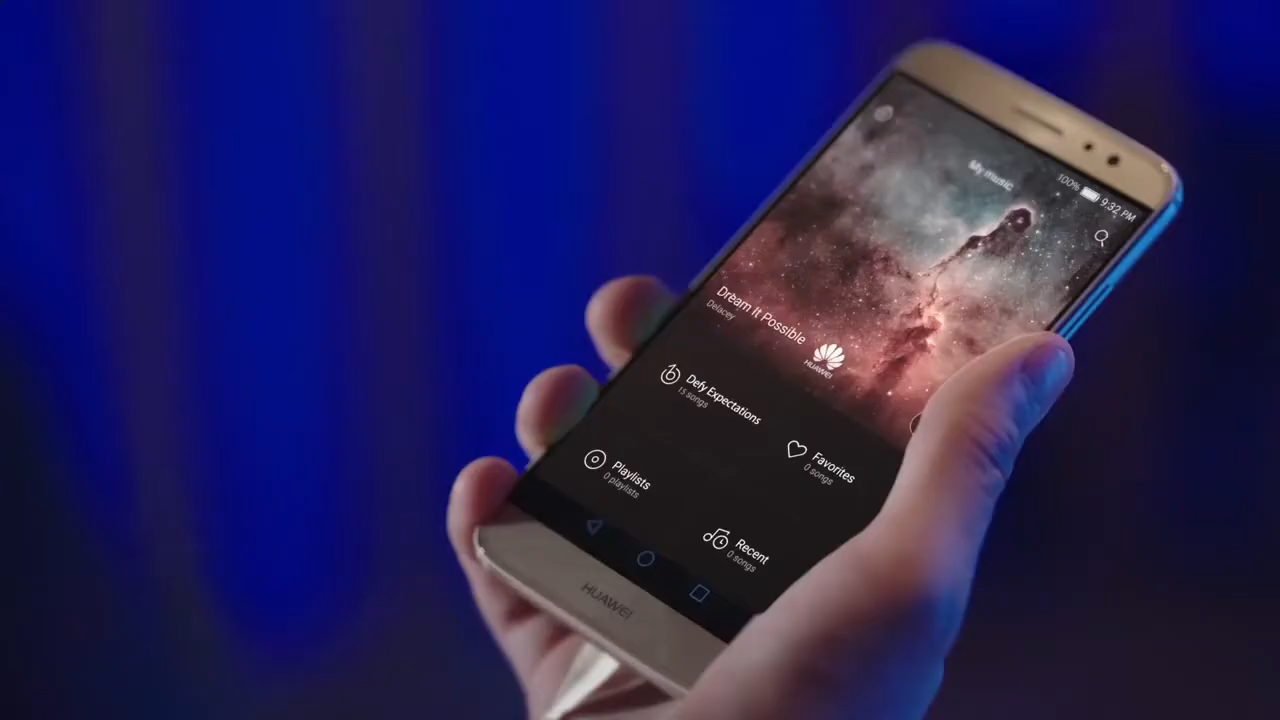 100% 9:32 PM
My music
Dream It Possible
Delacey
HUAWEI
Defy Expectations
15 songs
Favorites
0 songs
Playlists
0 playlists
Recent
0 songs
HUAWEI